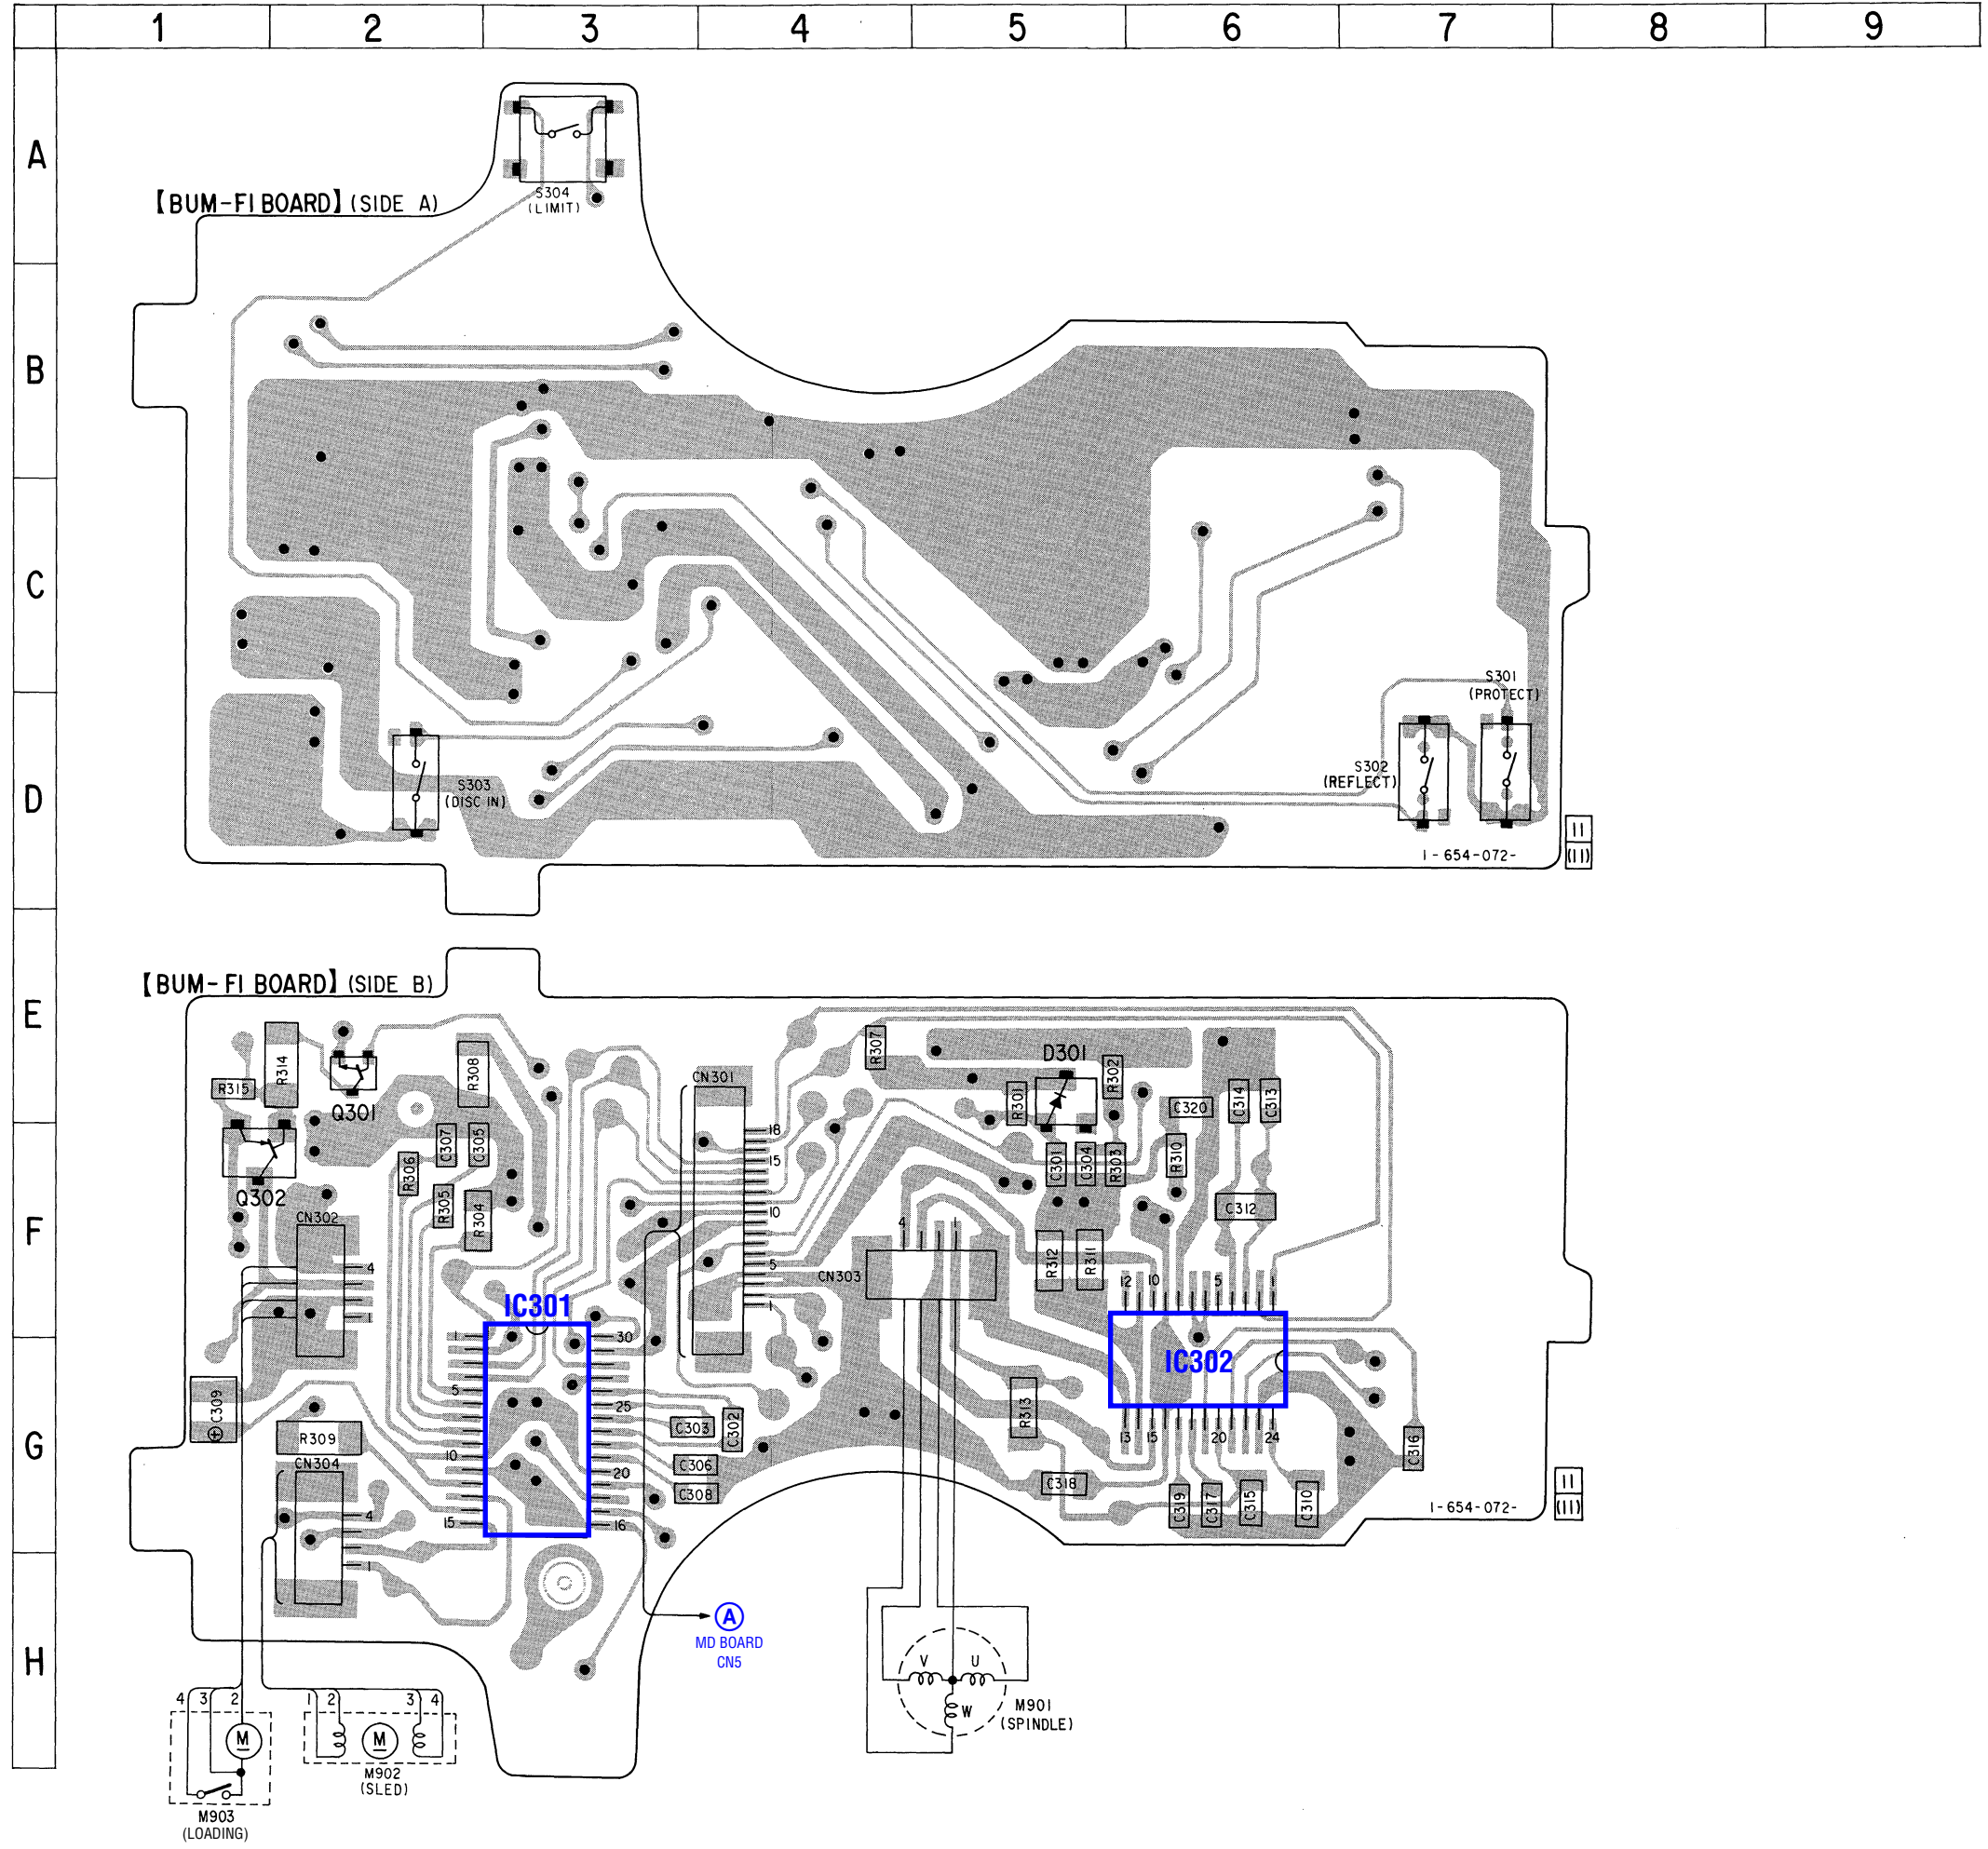 1 2 3 4 5 6 7 8 9
A
S304
(LIMIT)
【BUM-FI BOARD】(SIDE A)
B
C
S301
(PROTECT)
S302
(REFLECT)
S303
(DISC IN)
D
11
(11)
1-654-072-
【BUM-FI BOARD】(SIDE B)
E
R307
D301
R314
R308
R302
CN301
R315
R301
C320
C314
C313
Q301
18
C307
C305
15
R306
C301
C304
R303
R310
Q302
R305
R304
CN302
C312
10
F
4
1
R312
R311
4
5
CN303
12
10
5
1
IC301
1
1
1
30
IC302
5
25
C309
R313
C303
C302
G
R309
13
15
20
24
C316
10
CN304
C306
20
C318
C308
11
(11)
4
C319
C317
C315
C310
1-654-072-
15
16
1
A
MD BOARD
CN5
H
V
U
W
M901
(SPINDLE)
4 3 2
1 2
3 4
M
M
M902
(SLED)
M903
(LOADING)